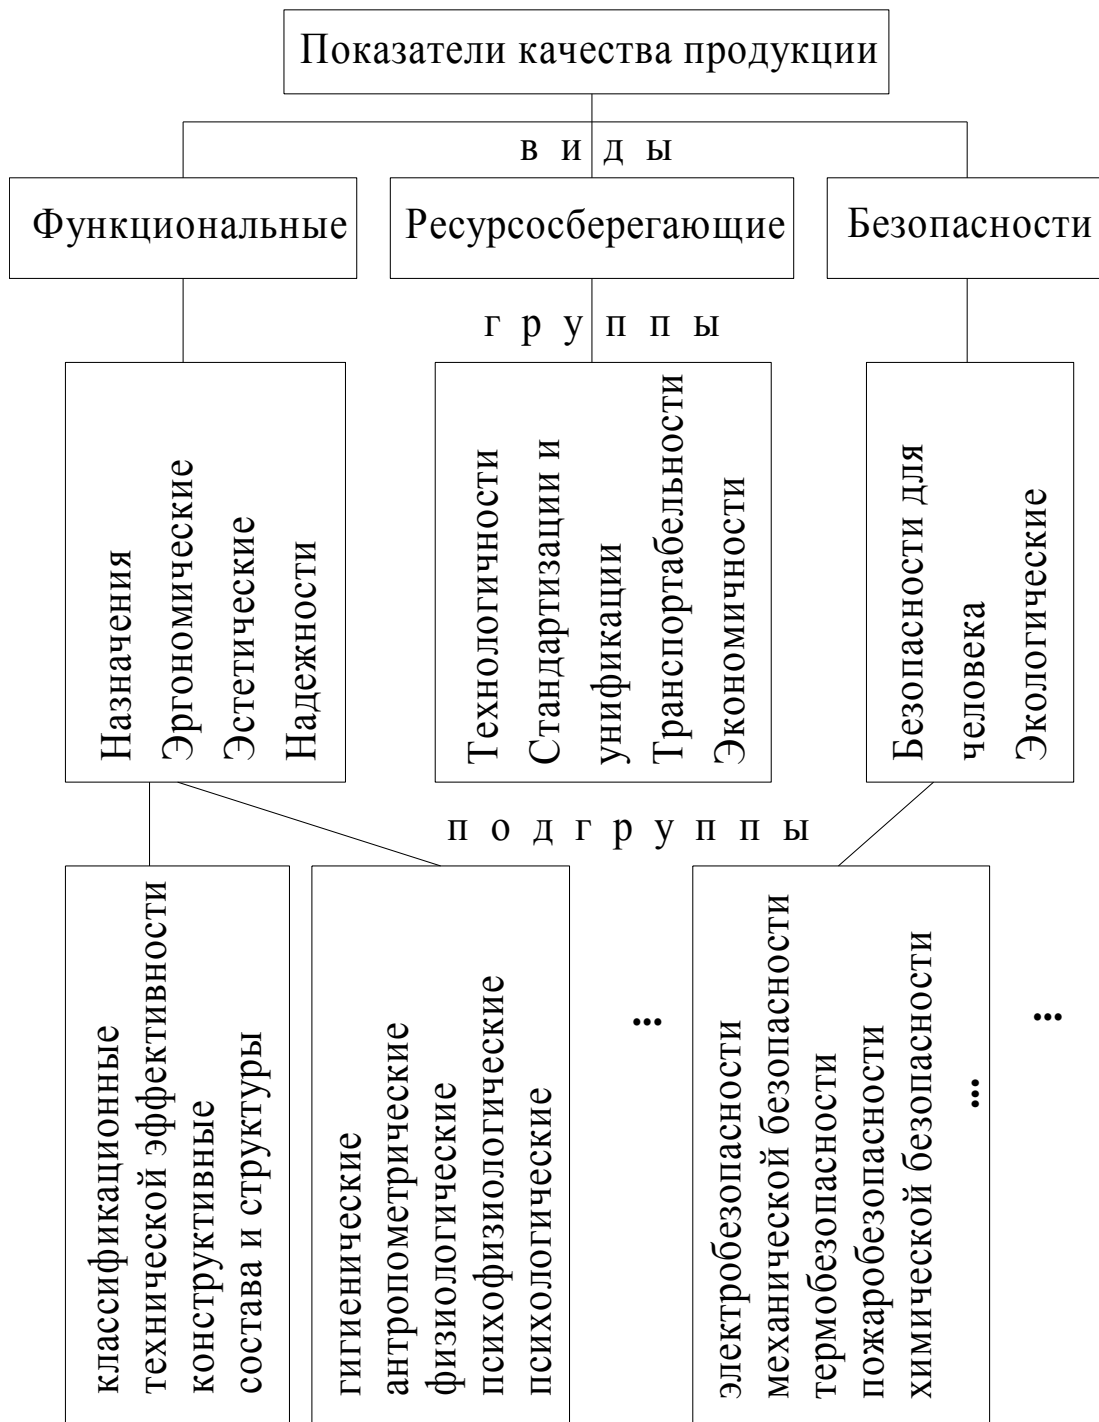 Показатели качества продукции
в и д ы
Функциональные
Ресурсосберегающие
Безопасности
г р у п п ы
Назначения
Эргономические
Эстетические
Надежности
Технологичности
Стандартизации и
унификации
Транспортабельности
Экономичности
Безопасности для
человека
Экологические
п о д г р у п п ы
классификационные
технической эффективности
конструктивные
состава и структуры
гигиенические
антропометрические
физиологические
психофизиологические
психологические
...
электробезопасности
механической безопасности
термобезопасности
пожаробезопасности
химической безопасности
...
...